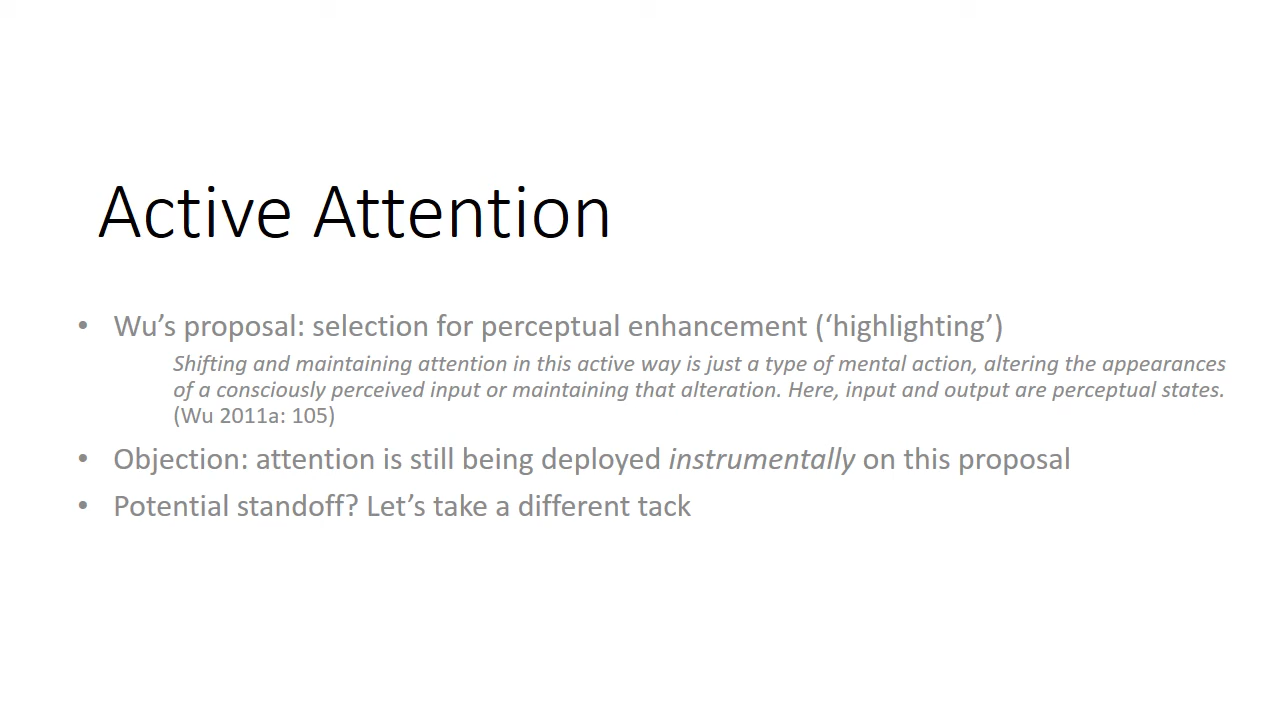 Active Attention
• Wu’s proposal: selection for perceptual enhancement (‘highlighting’)
Shifting and maintaining attention in this active way is just a type of mental action, altering the appearances
of a consciously perceived input or maintaining that alteration. Here, input and output are perceptual states.
(Wu 2011a: 105)
• Objection: attention is still being deployed instrumentally on this proposal
• Potential standoff? Let’s take a different tack